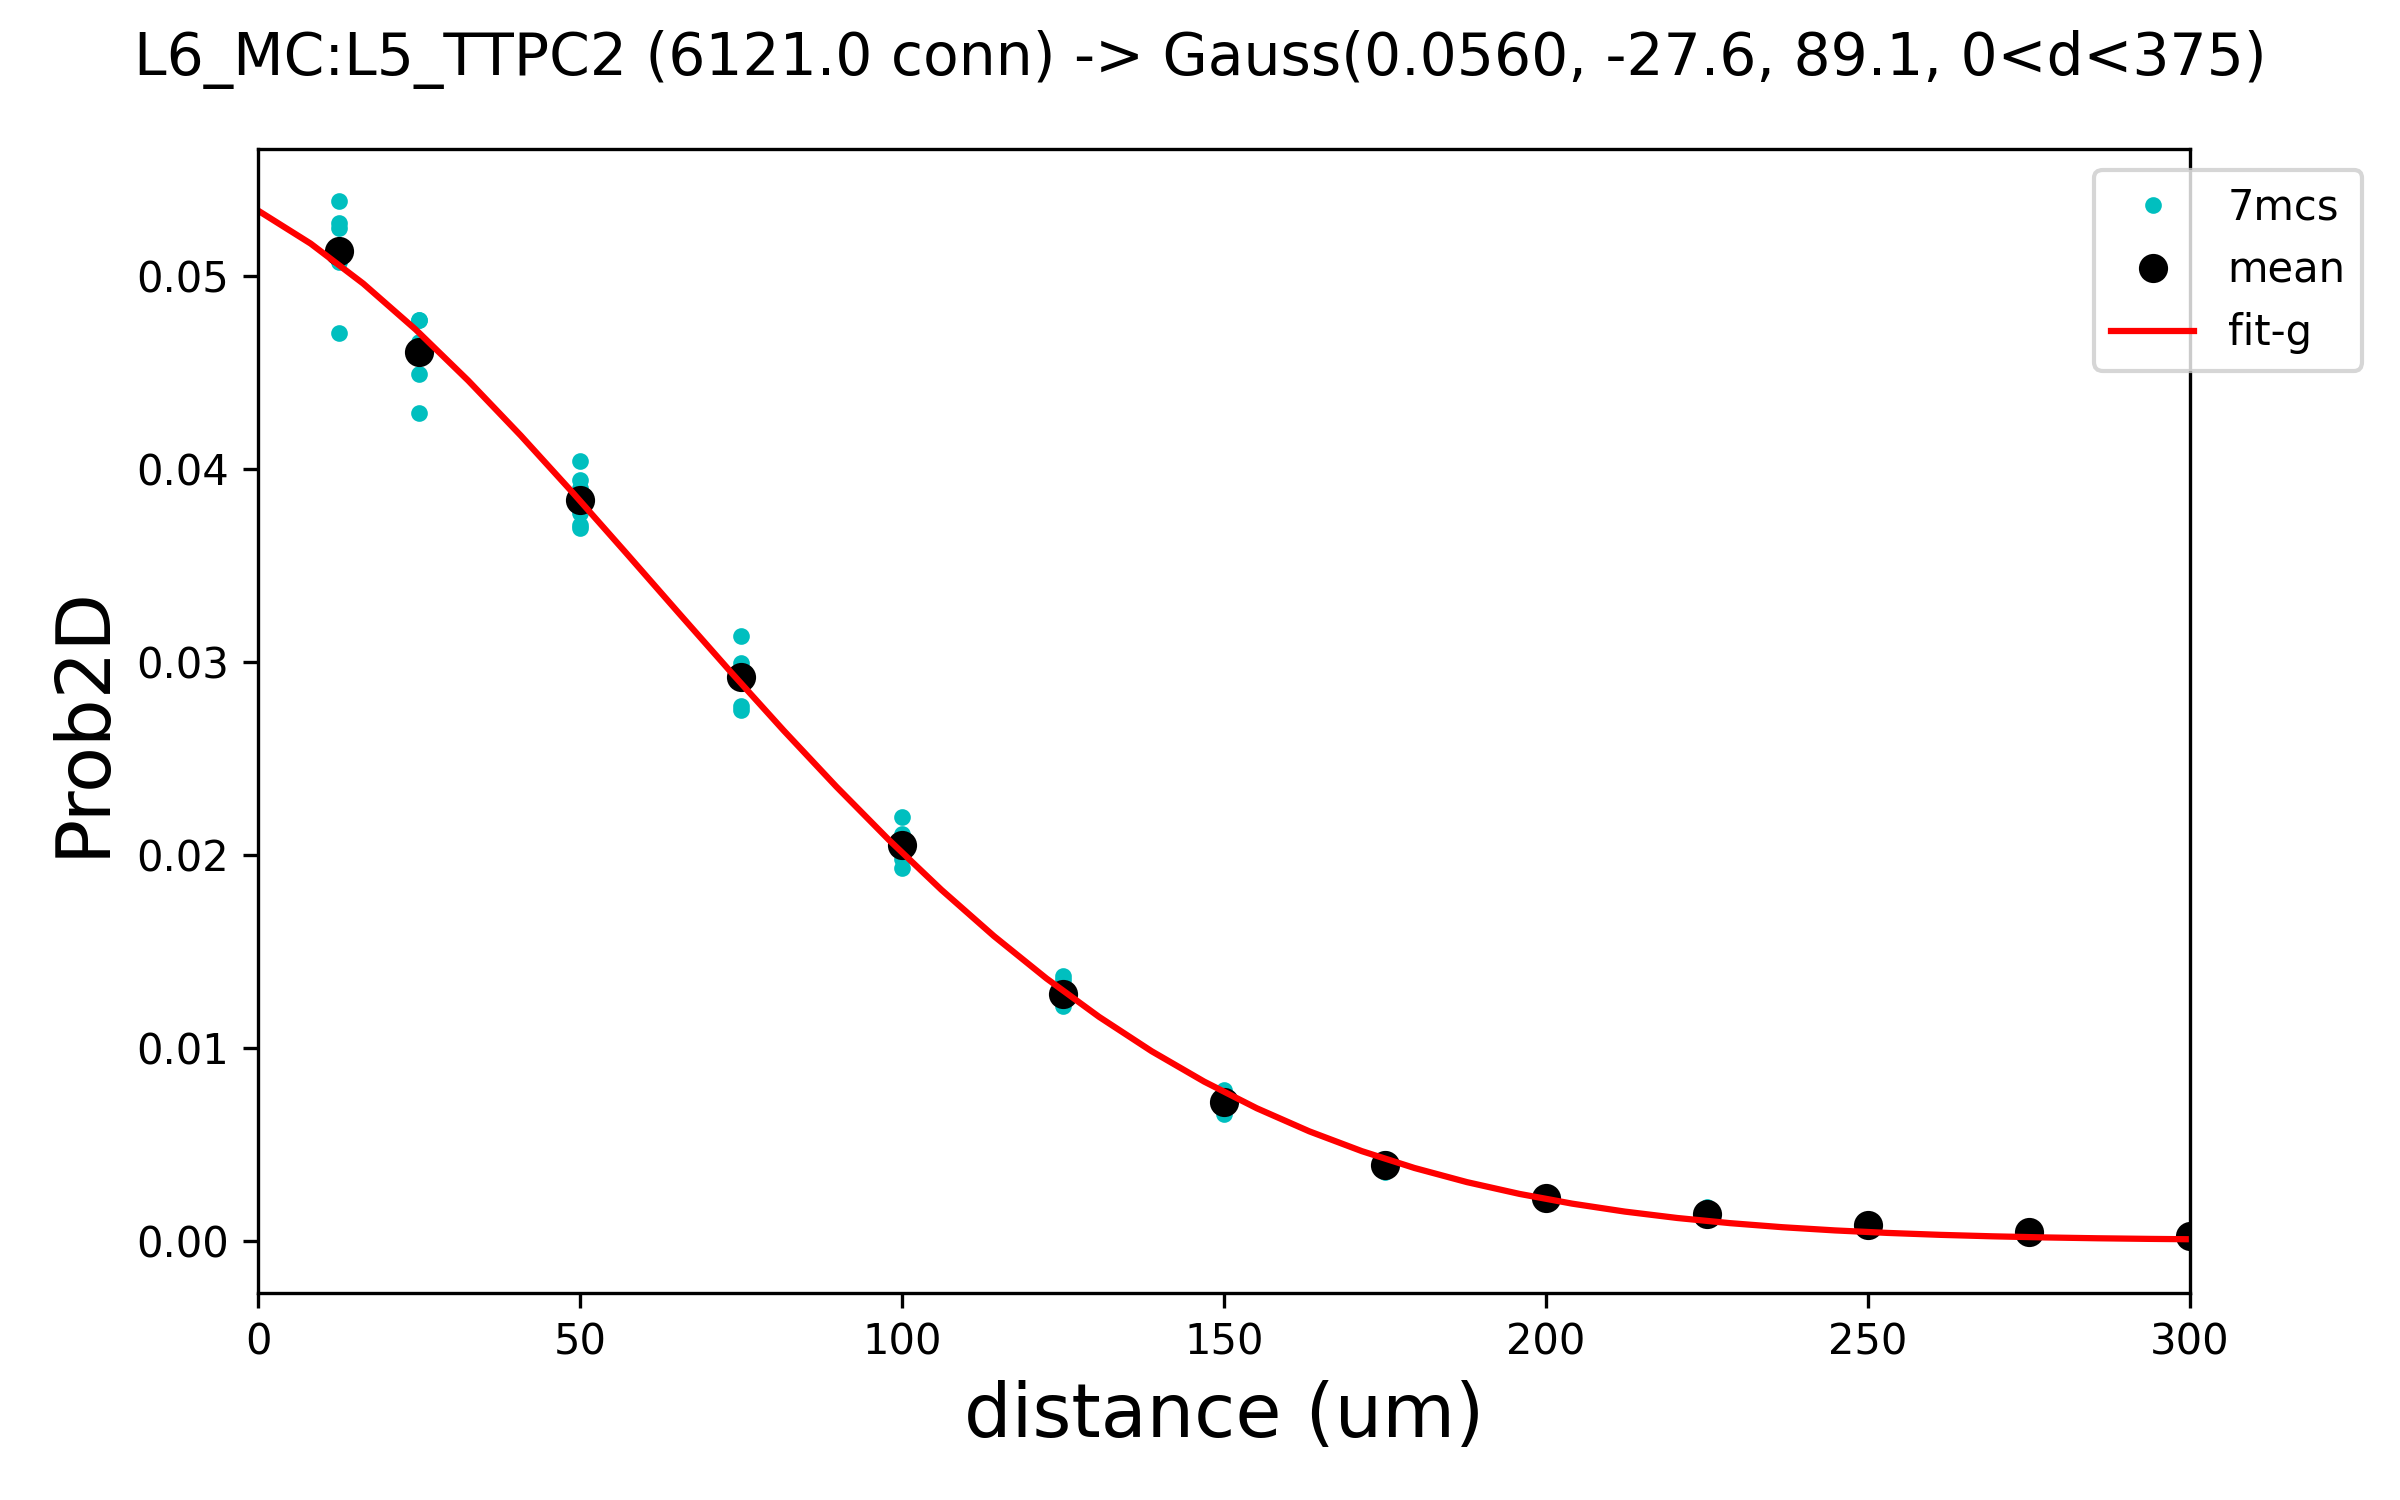 L6_MC:L5_TTPC2 (6121.0 conn) -> Gauss(0.0560, -27.6, 89.1, 0<d<375)
7mcs
mean
fit-g
Prob2D
0.05
0.04
0.03
0.02
0.01
0.00
0 50 100 150 200 250 300
distance (um)